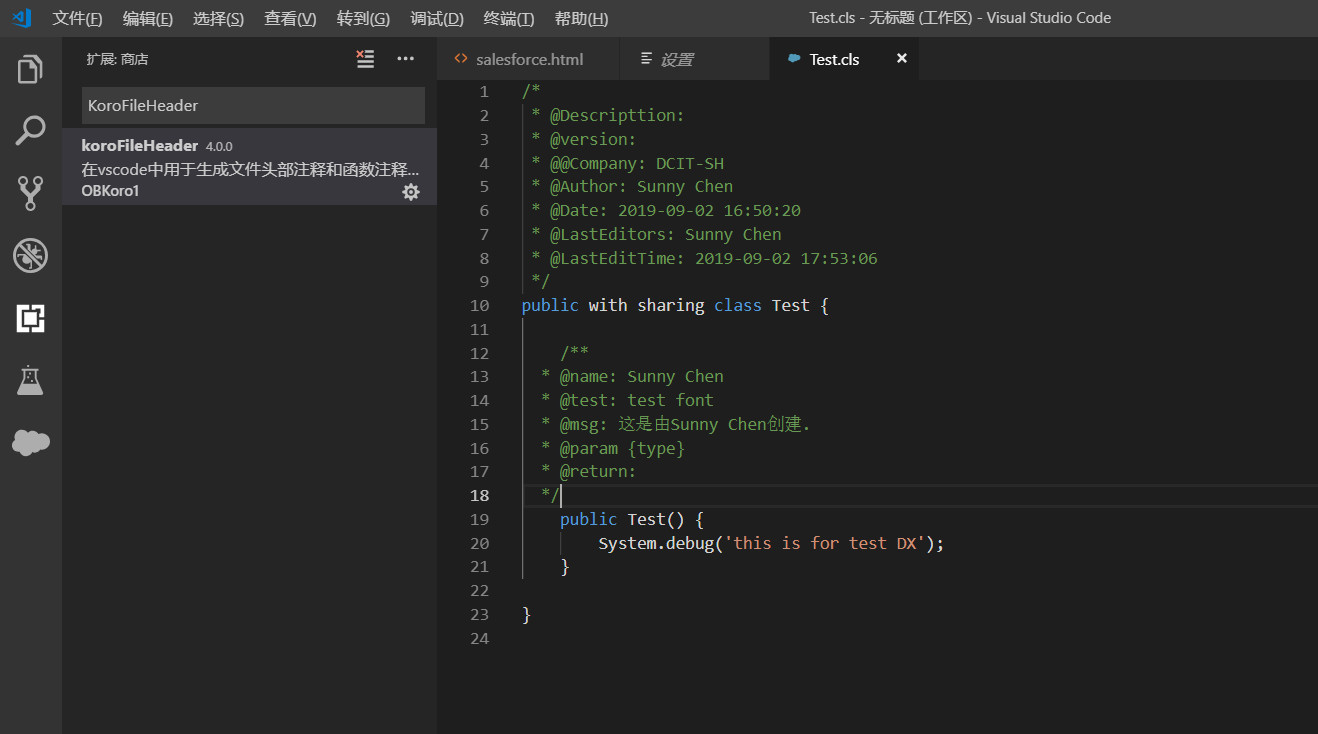 文件(F) 编辑(E) 选择(S) 查看(V) 转到(G) 调试(D) 终端(T) 帮助(H) Test.cls - 无标题 (工作区) - Visual Studio Code
扩展: 商店
KoroFileHeader
koroFileHeader 4.0.0
在vscode中用于生成文件头部注释和函数注释...
OBKoro1
salesforce.html 设置 Test.cls
1 /*
2 * @Descripttion:
3 * @version:
4 * @@Company: DCIT-SH
5 * @Author: Sunny Chen
6 * @Date: 2019-09-02 16:50:20
7 * @LastEditors: Sunny Chen
8 * @LastEditTime: 2019-09-02 17:53:06
9 */
10 public with sharing class Test {
11
12 /**
13 * @name: Sunny Chen
14 * @test: test font
15 * @msg: 这是由Sunny Chen创建.
16 * @param {type}
17 * @return:
18 */
19 public Test() {
20 System.debug('this is for test DX');
21 }
22
23 }
24